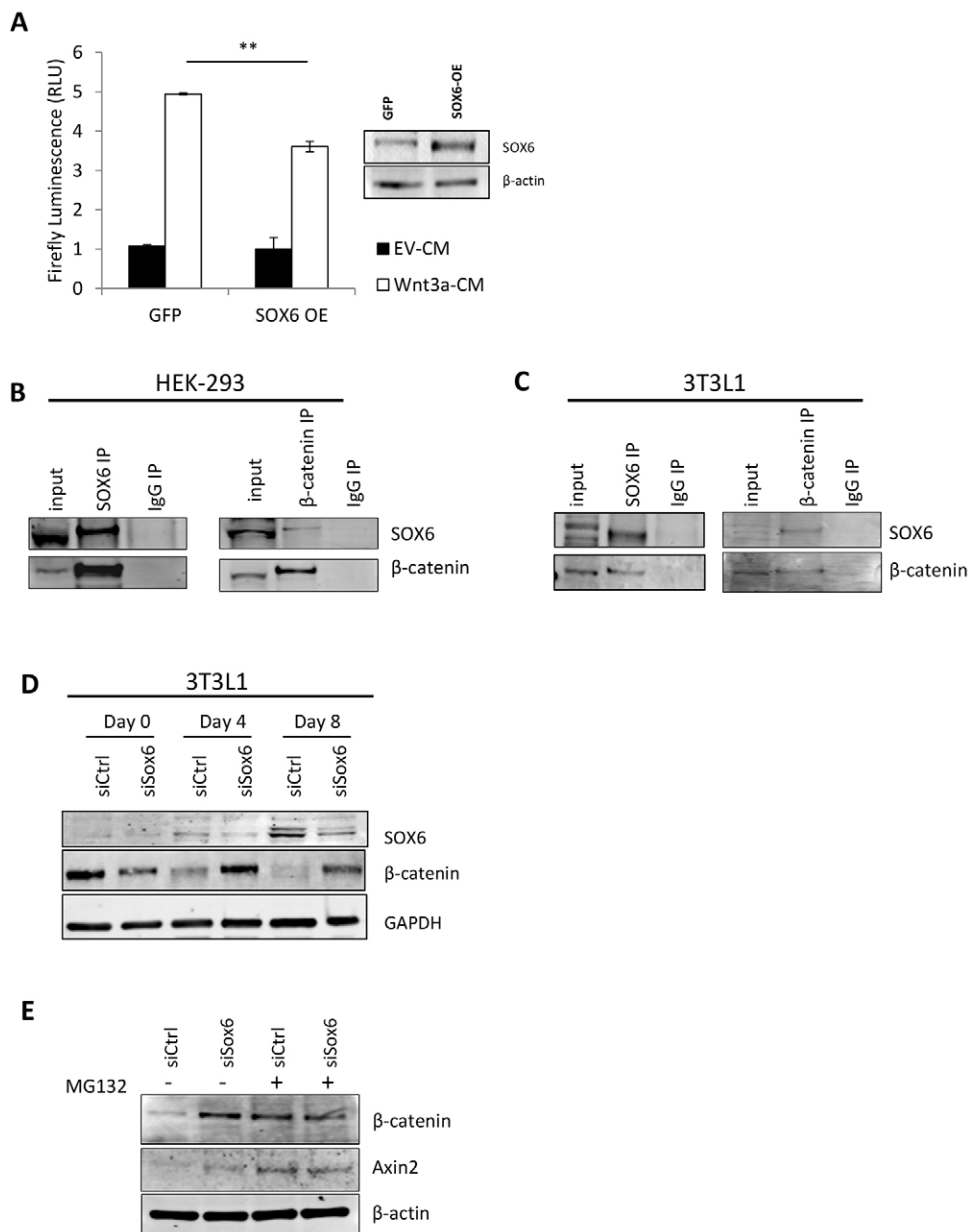 A
**
6
5
4
3
2
1
0
Firefly Luminescence (RLU)
GFP
SOX6 OE
GFP
SOX6-OE
SOX6
β-actin
EV-CM
Wnt3a-CM
B
HEK-293
input
SOX6 IP
IgG IP
input
β-catenin IP
IgG IP
SOX6
β-catenin
C
3T3L1
input
SOX6 IP
IgG IP
input
β-catenin IP
IgG IP
SOX6
β-catenin
D
3T3L1
Day 0 Day 4 Day 8
siCtrl siSox6 siCtrl siSox6 siCtrl siSox6
SOX6
β-catenin
GAPDH
E
siCtrl siSox6 siCtrl siSox6
MG132 - - + +
β-catenin
Axin2
β-actin